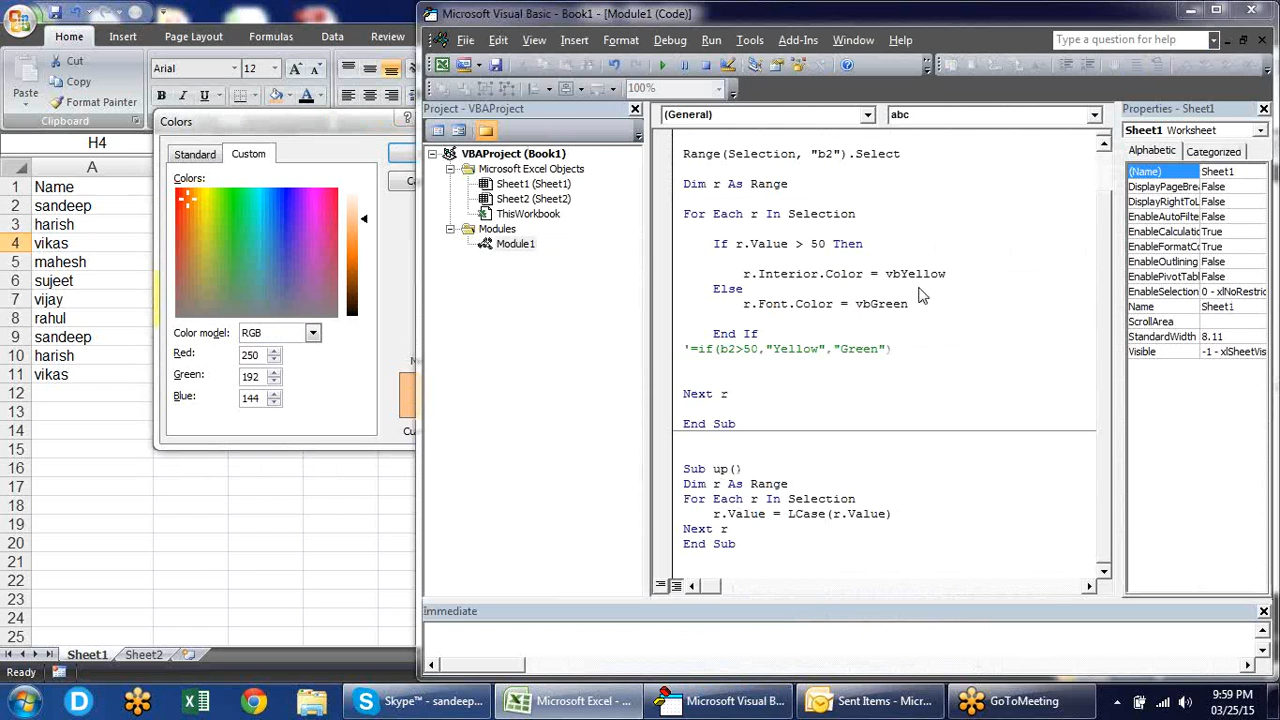 Microsoft Visual Basic - Book1 - [Module1 (Code)]
Home Insert Page Layout Formulas Data Review
File Edit View Insert Format Debug Run Tools Add-Ins Window Help
Type a question for help
Paste
Cut
Copy
Format Painter
Clipboard
Arial 12
100%
Project - VBAProject
VBAProject (Book1)
Microsoft Excel Objects
Sheet1 (Sheet1)
Sheet2 (Sheet2)
ThisWorkbook
Modules
Module1
H4
A
1 Name
2 sandeep
3 harish
4 vikas
5 mahesh
6 sujeet
7 vijay
8 rahul
9 sandeep
10 harish
11 vikas
12
13
14
15
16
17
18
19
20
21
22
23
24
25
Colors
Standard Custom
Colors:
Color model: RGB
Red: 250
Green: 192
Blue: 144
(General) abc
Range(Selection, "b2").Select
Dim r As Range
For Each r In Selection
If r.Value > 50 Then
r.Interior.Color = vbYellow
Else
r.Font.Color = vbGreen
End If
'=if(b2>50,"Yellow","Green")
Next r
End Sub
Sub up()
Dim r As Range
For Each r In Selection
r.Value = LCase(r.Value)
Next r
End Sub
Properties - Sheet1
Sheet1 Worksheet
Alphabetic Categorized
(Name) Sheet1
DisplayPageBrea False
DisplayRightToL False
EnableAutoFilter False
EnableCalculatio True
EnableFormatCo True
EnableOutlining False
EnablePivotTabl False
EnableSelection 0 - xlNoRestric
Name Sheet1
ScrollArea
StandardWidth 8.11
Visible -1 - xlSheetVis
Immediate
Sheet1 Sheet2
Ready
Skype™ - sandeep...
Microsoft Excel - ...
Microsoft Visual B...
Sent Items - Micr...
GoToMeeting
9:59 PM
03/25/15